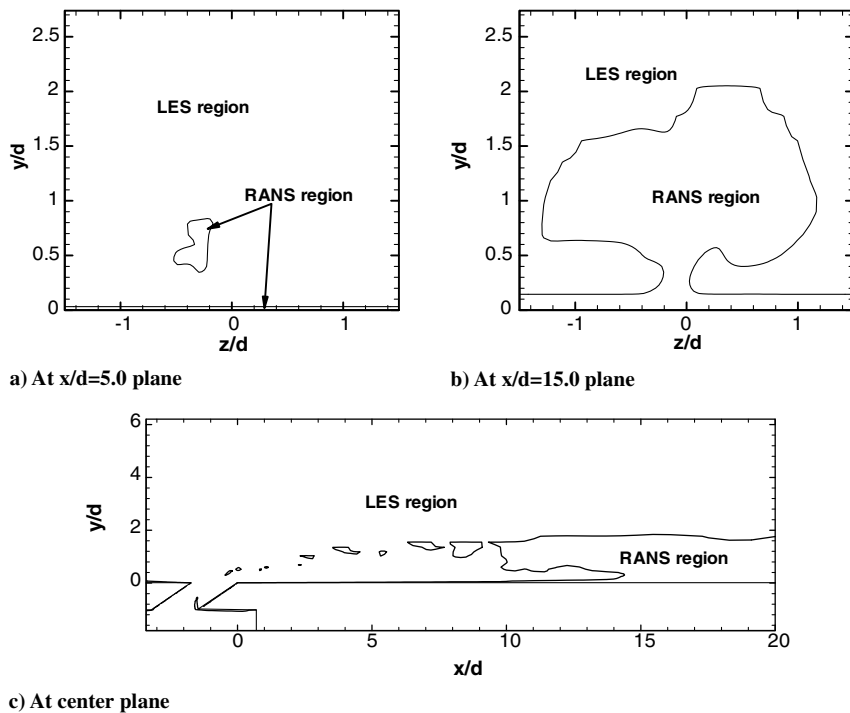 2.5
2
1.5
1
0.5
0
y/d
LES region
RANS region
-1
0
1
z/d
a) At x/d=5.0 plane
2.5
2
1.5
1
0.5
0
y/d
LES region
RANS region
-1
0
1
z/d
b) At x/d=15.0 plane
6
4
2
0
y/d
LES region
RANS region
0
5
10
15
20
x/d
c) At center plane